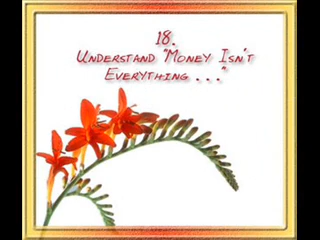 18.
Understand "Money Isn't
Everything . . ."